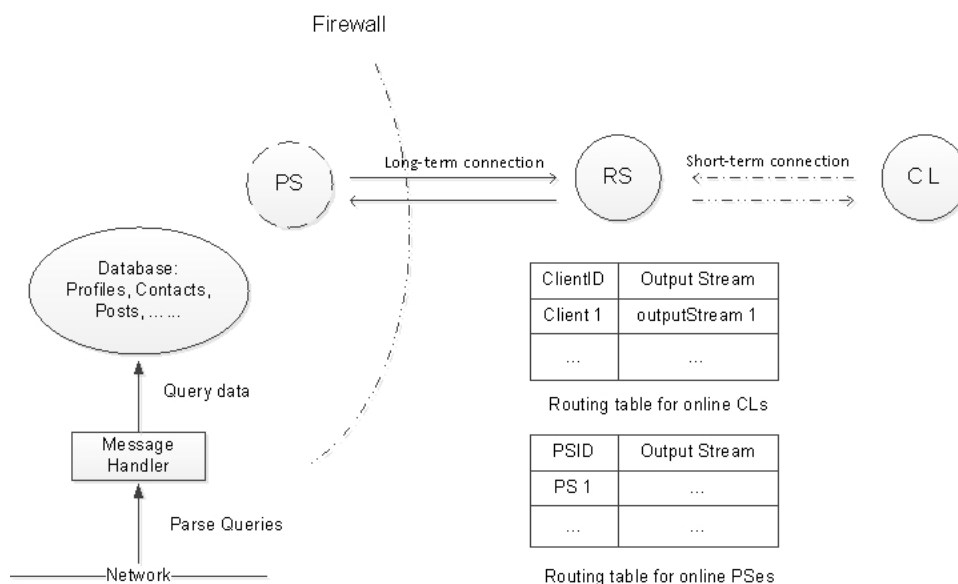 Firewall
PS
Long-term connection
RS
Short-term connection
CL
Database:
Profiles, Contacts,
Posts, ... ...
Query data
Message
Handler
Parse Queries
Network
ClientID Output Stream
Client 1 outputStream 1
... ...
Routing table for online CLs
PSID Output Stream
PS 1 ...
... ...
Routing table for online PSes